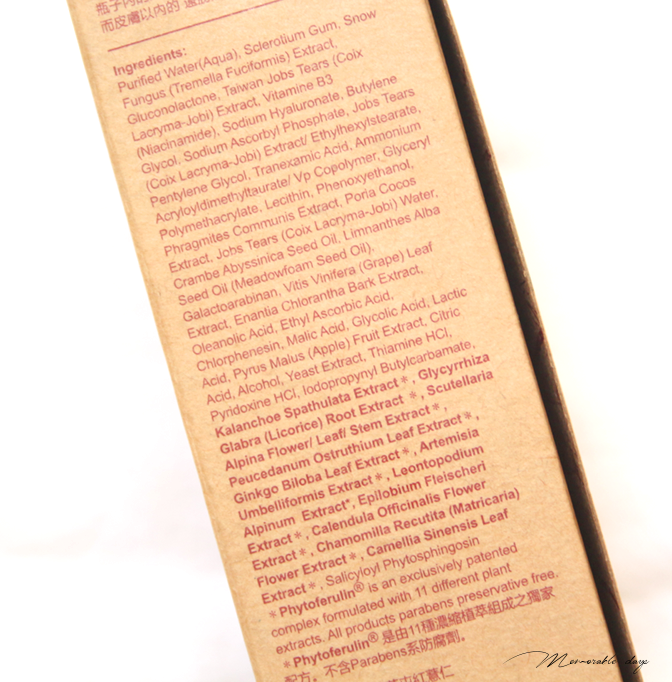 而皮膚以內的
Ingredients:
Purified Water(Aqua), Sclerotium Gum, Snow
Fungus (Tremella Fuciformis) Extract,
Gluconolactone, Taiwan Jobs Tears (Coix
Lacryma-Jobi) Extract, Vitamine B3
(Niacinamide), Sodium Hyaluronate, Butylene
Glycol, Sodium Ascorbyl Phosphate, Jobs Tears
(Coix Lacryma-Jobi) Extract/ Ethylhexylstearate,
Pentylene Glycol, Tranexamic Acid, Ammonium
Acryloyldimethyltaurate/ Vp Copolymer, Glyceryl
Polymethacrylate, Lecithin, Phenoxyethanol,
Phragmites Communis Extract, Poria Cocos
Extract, Jobs Tears (Coix Lacryma-Jobi) Water,
Crambe Abyssinica Seed Oil, Limnanthes Alba
Seed Oil (Meadowfoam Seed Oil).
Galactoarabinan, Vitis Vinifera (Grape) Leaf
Extract, Enantia Chlorantha Bark Extract,
Oleanolic Acid, Ethyl Ascorbic Acid,
Chlorphenesin, Malic Acid, Glycolic Acid, Lactic
Acid, Pyrus Malus (Apple) Fruit Extract, Citric
Acid, Alcohol, Yeast Extract, Thiamine HCl,
Pyridoxine HCl, Iodopropynyl Butylcarbamate,
Kalanchoe Spathulata Extract＊, Glycyrrhiza
Glabra (Licorice) Root Extract ＊, Scutellaria
Alpina Flower/ Leaf/ Stem Extract＊,
Peucedanum Ostruthium Leaf Extract＊,
Ginkgo Biloba Leaf Extract＊, Artemisia
Umbelliformis Extract＊, Leontopodium
Alpinum Extract*, Epilobium Fleischeri
Extract＊, Calendula Officinalis Flower
Extract＊, Chamomilla Recutita (Matricaria)
Flower Extract＊, Camellia Sinensis Leaf
Extract＊, Salicyloyl Phytosphingosin
＊Phytoferulin® is an exclusively patented
complex formulated with 11 different plant
extracts. All products parabens preservative free.
＊Phytoferulin® 是由11種濃縮植萃組成之獨家
配方，不含Parabens系防腐劑。
紅薏仁
Memorable days